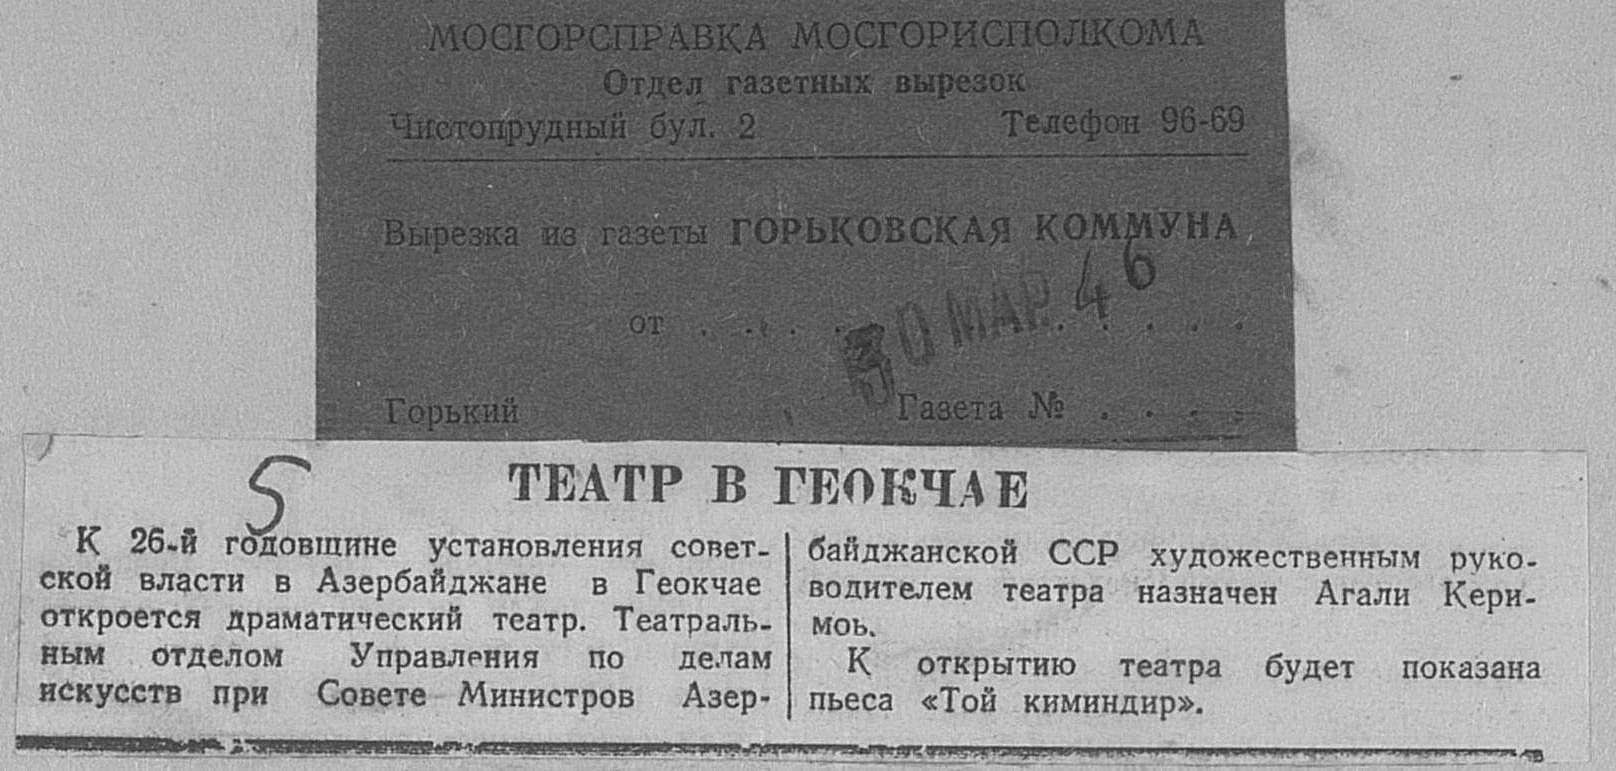 МОСГОРСПРАВКА МОСГОРИСПОЛКОМА
Отдел газетных вырезок
Чистопрудный бул. 2 Телефон 96-69
Вырезка из газеты ГОРЬКОВСКАЯ КОММУНА
от . . . . 30 МАР. 46 . . . .
Горький Газета № . . . .
5
ТЕАТР В ГЕОКЧАЕ
К 26-й годовщине установления совет-
ской власти в Азербайджане в Геокчае
откроется драматический театр. Театраль-
ным отделом Управления по делам
искусств при Совете Министров Азер-
байджанской ССР художественным руко-
водителем театра назначен Агали Кери-
моь.
К открытию театра будет показана
пьеса «Той киминдир».